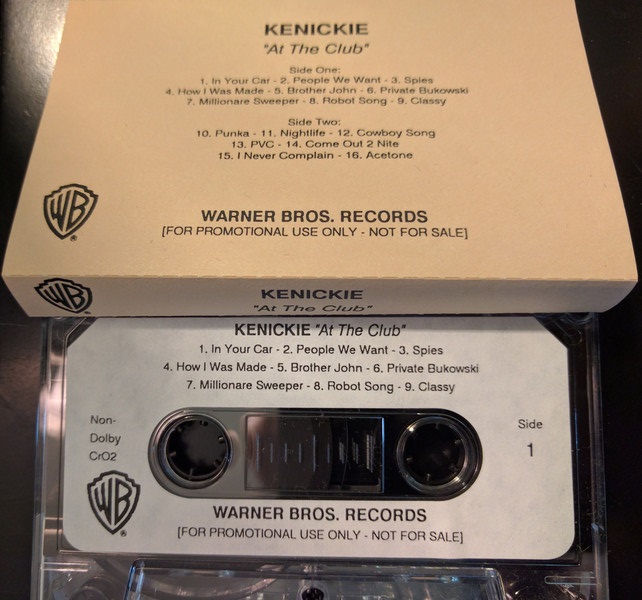 KENICKIE
"At The Club"
Side One:
1. In Your Car - 2. People We Want - 3. Spies
4. How I Was Made - 5. Brother John - 6. Private Bukowski
7. Millionare Sweeper - 8. Robot Song - 9. Classy
Side Two:
10. Punka - 11. Nightlife - 12. Cowboy Song
13. PVC - 14. Come Out 2 Nite
15. I Never Complain - 16. Acetone
WB
®
WARNER BROS. RECORDS
[FOR PROMOTIONAL USE ONLY - NOT FOR SALE]
WB
®
KENICKIE
"At The Club"
KENICKIE "At The Club"
1. In Your Car - 2. People We Want - 3. Spies
4. How I Was Made - 5. Brother John - 6. Private Bukowski
7. Millionare Sweeper - 8. Robot Song - 9. Classy
Non-
Dolby
CrO2
Side
1
WB
®
WARNER BROS. RECORDS
[FOR PROMOTIONAL USE ONLY - NOT FOR SALE]